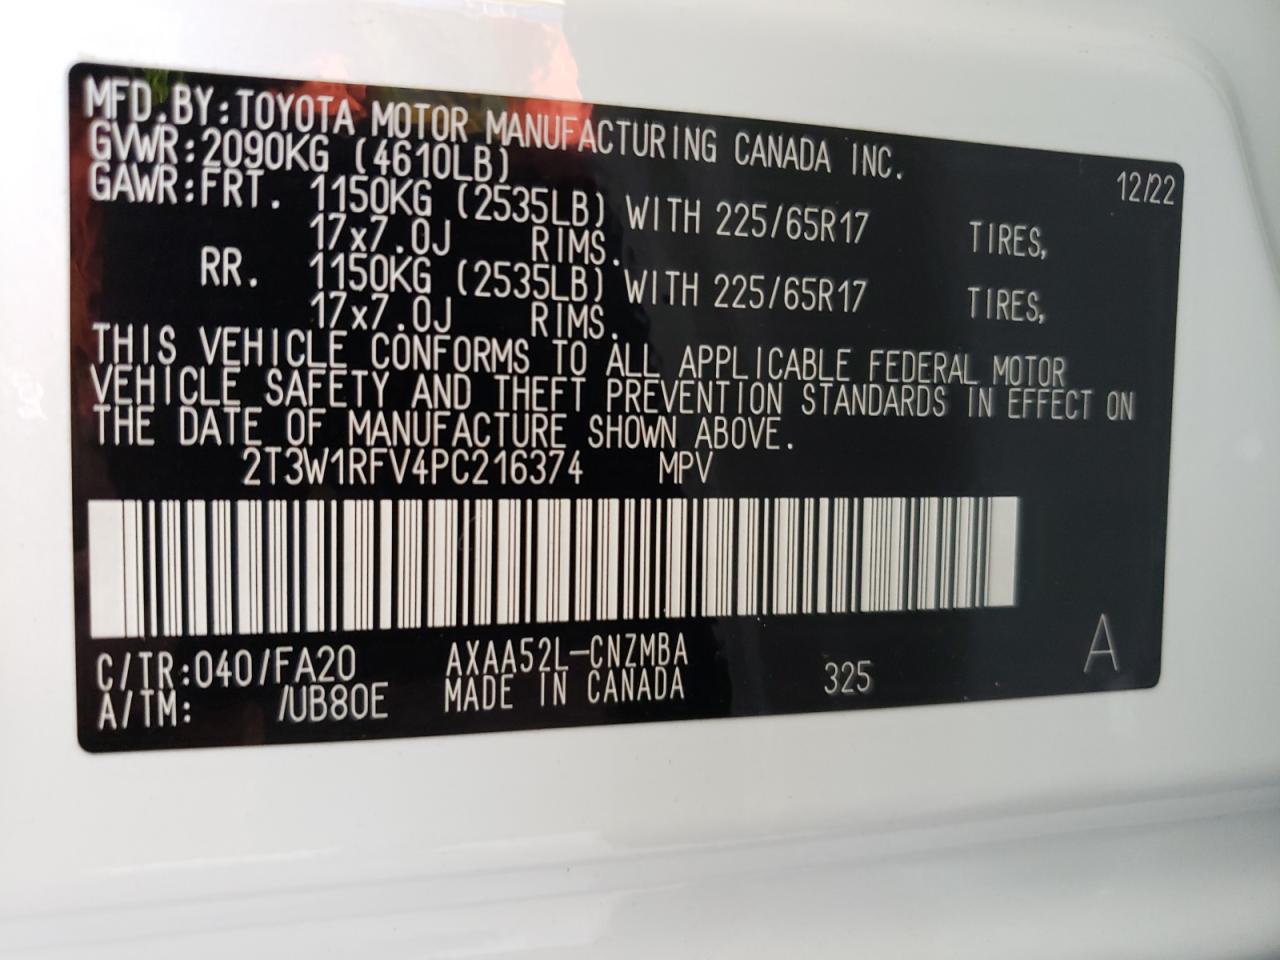 MFD.BY:TOYOTA MOTOR MANUFACTURING CANADA INC.
12/22
GVWR:2090KG (4610LB)
GAWR:FRT. 1150KG (2535LB) WITH 225/65R17 TIRES,
17x7.0J RIMS.
RR. 1150KG (2535LB) WITH 225/65R17 TIRES,
17x7.0J RIMS.
THIS VEHICLE CONFORMS TO ALL APPLICABLE FEDERAL MOTOR
VEHICLE SAFETY AND THEFT PREVENTION STANDARDS IN EFFECT ON
THE DATE OF MANUFACTURE SHOWN ABOVE.
2T3W1RFV4PC216374 MPV
C/TR:040/FA20 AXAA52L-CNZMBA 325 A
A/TM: /UB80E MADE IN CANADA